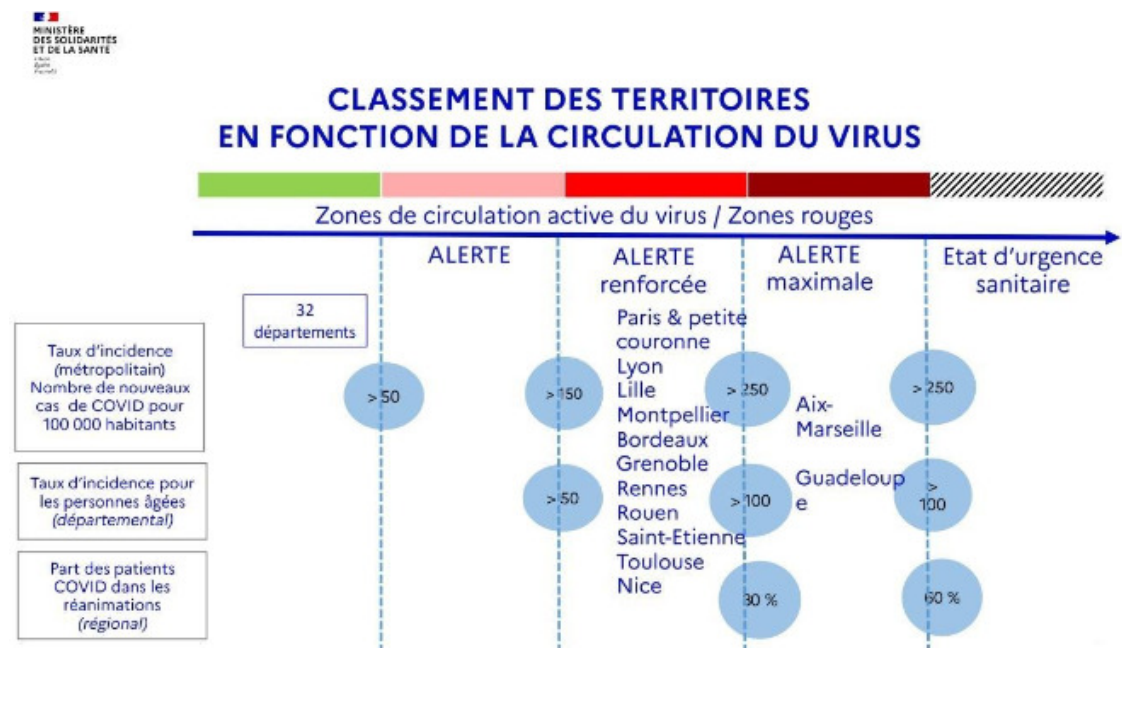 MINISTÈRE
DES SOLIDARITÉS
ET DE LA SANTÉ
CLASSEMENT DES TERRITOIRES
EN FONCTION DE LA CIRCULATION DU VIRUS
Zones de circulation active du virus / Zones rouges
ALERTE
ALERTE
renforcée
ALERTE
maximale
Etat d’urgence
sanitaire
32
départements
Taux d’incidence
(métropolitain)
Nombre de nouveaux
cas de COVID pour
100 000 habitants
> 50
> 150
> 250
> 250
Taux d’incidence pour
les personnes âgées
(départemental)
> 50
> 100
>
100
Part des patients
COVID dans les
réanimations
(régional)
30 %
60 %
Paris & petite
couronne
Lyon
Lille
Montpellier
Bordeaux
Grenoble
Rennes
Rouen
Saint-Etienne
Toulouse
Nice
Aix-
Marseille
Guadeloup
e